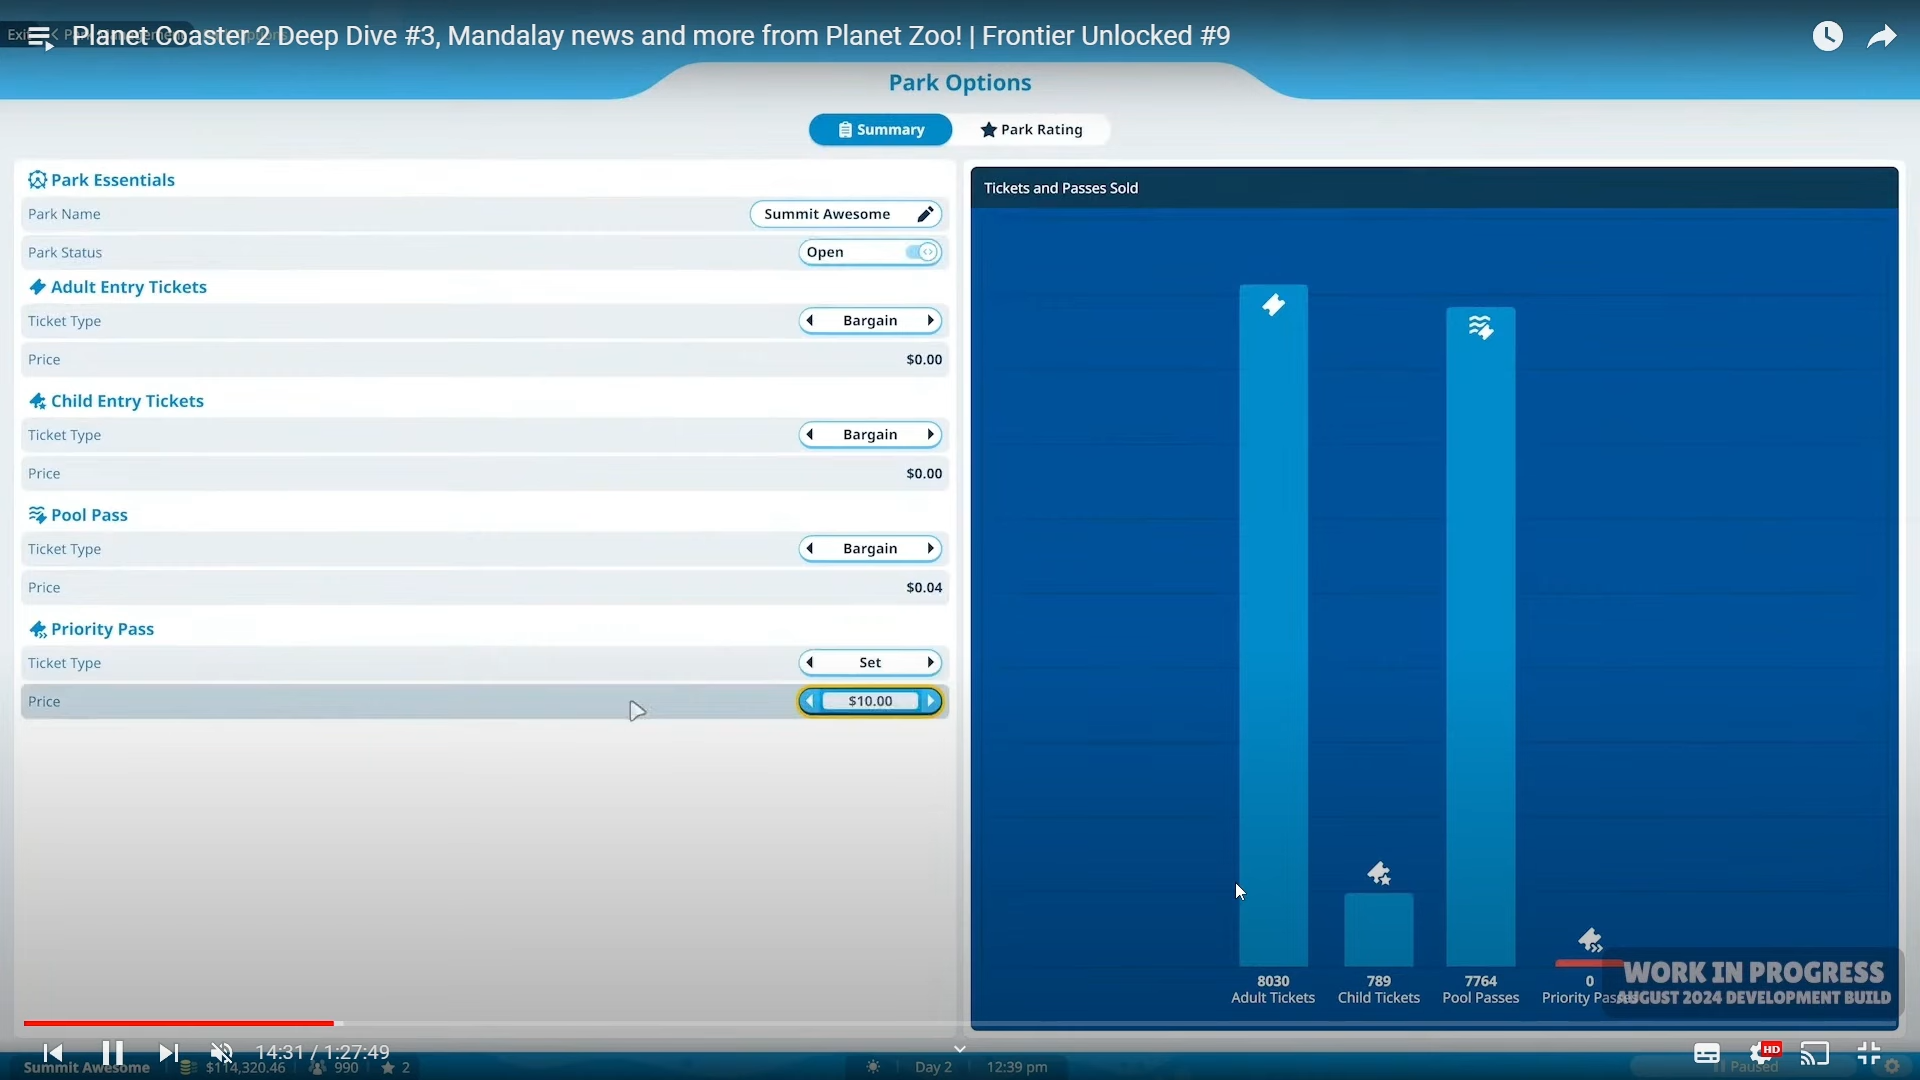 Planet Coaster 2 Deep Dive #3, Mandalay news and more from Planet Zoo! | Frontier Unlocked #9
Exit
Park Options
Summary
Park Rating
Park Essentials
Park Name
Summit Awesome
Park Status
Open
Adult Entry Tickets
Ticket Type
Bargain
Price
$0.00
Child Entry Tickets
Ticket Type
Bargain
Price
$0.00
Pool Pass
Ticket Type
Bargain
Price
$0.04
Priority Pass
Ticket Type
Set
Price
$10.00
Tickets and Passes Sold
8030
Adult Tickets
789
Child Tickets
7764
Pool Passes
0
Priority Passes
WORK IN PROGRESS
AUGUST 2024 DEVELOPMENT BUILD
14:31 / 1:27:49
HD
Summit Awesome
$114,320.46
990
2
Day 2
12:39 pm
Paused